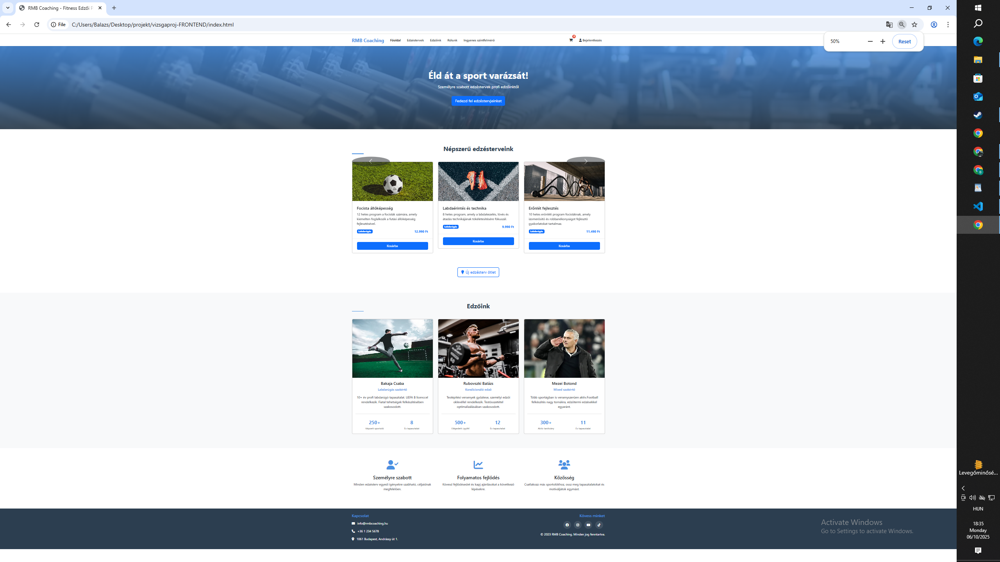 RMB Coaching - Fitness Edzői P
File
C:/Users/Balazs/Desktop/projekt/vizsgaproj-FRONTEND/index.html
50%
Reset
RMB Coaching
Főoldal
Edzéstervek
Edzőink
Rólunk
Ingyenes szintfelmérő
0
Bejelentkezés
Éld át a sport varázsát!
Személyre szabott edzéstervek profi edzőinktől
Fedezd fel edzéstervjeinket
Népszerű edzésterveink
Focista állóképesség
12 hetes program a focisták számára, amely
kiemelten foglalkozik a futási állóképesség
fejlesztésével.
Labdarúgás
12.990 Ft
Kosárba
Labdaérintés és technika
8 hetes program, amely a labdakezelés, lövés és
átadás technikájának tökéletesítésére fókuszál.
Labdarúgás
9.990 Ft
Kosárba
Erőnlét fejlesztés
10 hetes erőnléti program focistáknak, amely
izomerősítő és robbanékonyságot fejlesztő
gyakorlatokat tartalmaz.
Labdarúgás
11.490 Ft
Kosárba
Új edzésterv ötlet
Edzőink
Bakaja Csaba
Labdarúgás szakértő
10+ év profi labdarúgó tapasztalat. UEFA B licenccel
rendelkezik. Fiatal tehetségek felkészítésében
szakosodott.
250+
Képzett sportoló
8
Év tapasztalat
Rubovszki Balázs
Kondicionáló edző
Testépítési versenyek győztese, személyi edzői
oklevéllel rendelkezik. Testösszetétel
optimalizálásában szakosodott.
500+
Elégedett ügyfél
12
Év tapasztalat
Mezei Botond
Mixed szakértő
Több sportágban is versenyszerűen aktív.Football
felkészítés nagy tornákra, edzőtermi edzésekkel
egyaránt.
300+
Aktív tanítvány
11
Év tapasztalat
Személyre szabott
Minden edzésterv egyedi igényekre szabható, céljaidnak
megfelelően.
Folyamatos fejlődés
Kövesd fejlődésedet és kapj ajánlásokat a következő
lépésekre.
Közösség
Csatlakozz más sportolókhoz, ossz meg tapasztalatokat és
motiváljátok egymást.
Kapcsolat
info@rmbcoaching.hu
+36 1 234 5678
1061 Budapest, Andrássy út 1.
Kövess minket
© 2023 RMB Coaching. Minden jog fenntartva.
Activate Windows
Go to Settings to activate Windows.
B
Levegőminősé...
HUN
18:35
Monday
06/10/2025